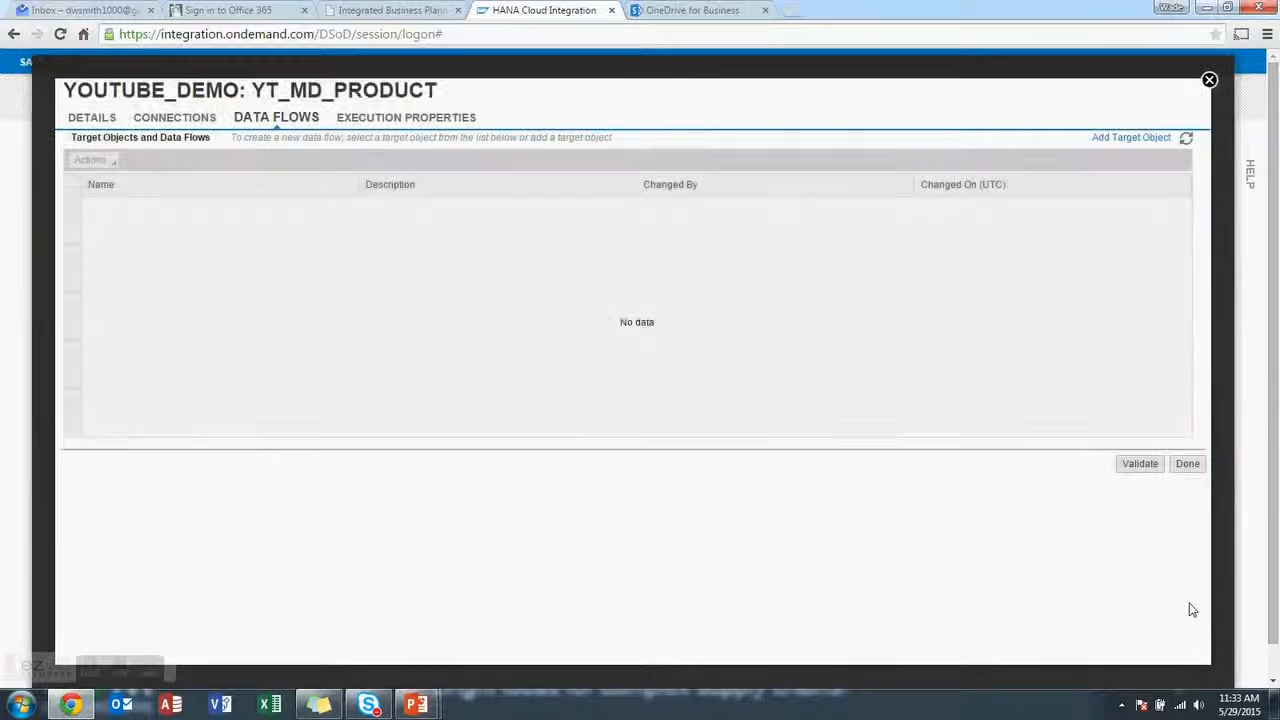 Inbox – dwsmith1000@g
Sign in to Office 365
Integrated Business Plann
HANA Cloud Integration
OneDrive for Business
Wade
https://integration.ondemand.com/DSoD/session/logon#
SA
YOUTUBE_DEMO: YT_MD_PRODUCT
DETAILS CONNECTIONS DATA FLOWS EXECUTION PROPERTIES
Target Objects and Data Flows To create a new data flow, select a target object from the list below or add a target object Add Target Object
HELP
Actions
Name Description Changed By Changed On (UTC)
No data
Validate Done
11:33 AM
5/29/2015